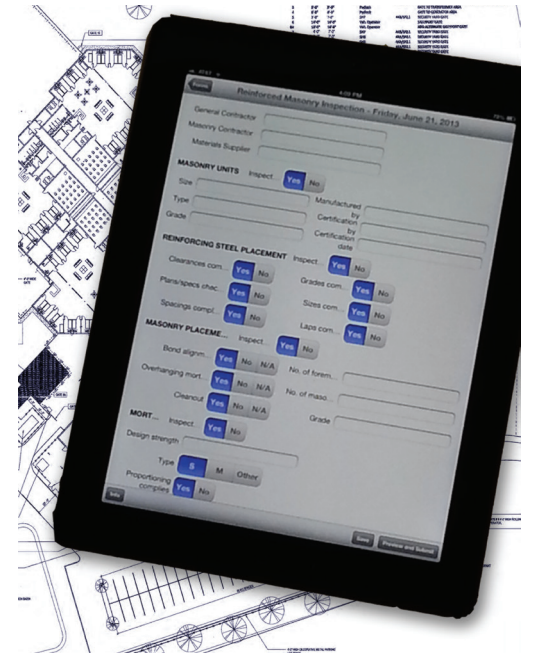 AT&T
4:09 PM
Forms
Reinforced Masonry Inspection - Friday, June 21, 2013
General Contractor
Masonry Contractor
Materials Supplier
MASONRY UNITS Inspect... Yes No
Size
Manufactured by
Type
Certification by
Grade
Certification date
REINFORCING STEEL PLACEMENT Inspect... Yes No
Clearances com... Yes No
Grades com... Yes No
Plans/specs chec... Yes No
Sizes com... Yes No
Spacings compl... Yes No
Laps com... Yes No
MASONRY PLACEME... Inspect... Yes No
Bond alignm... Yes No N/A
No. of forem...
Overhanging mort... Yes No N/A
No. of maso...
Cleanout Yes No N/A
Grade
MORT... Inspect... Yes No
Design strength
Type S M Other
Proportioning complies Yes No
Info
Save
Preview and Submit